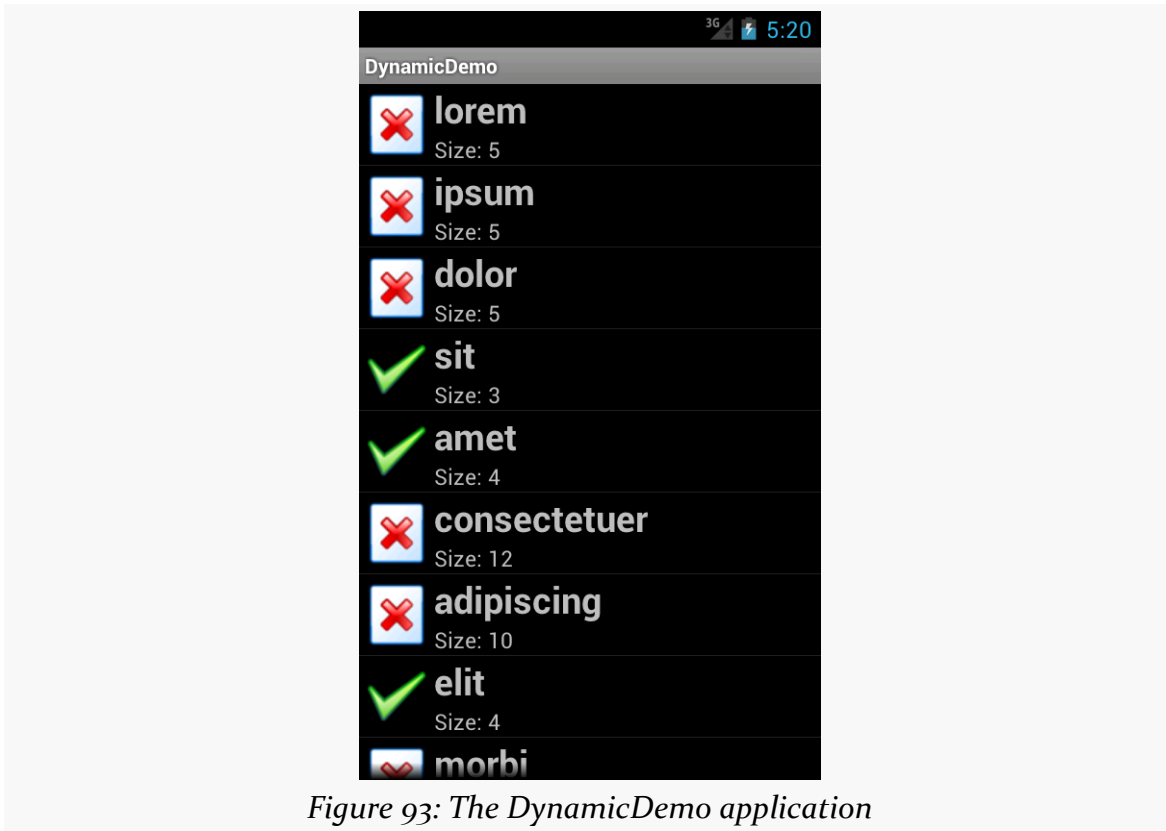 3G 5:20
DynamicDemo
lorem
Size: 5
ipsum
Size: 5
dolor
Size: 5
sit
Size: 3
amet
Size: 4
consectetuer
Size: 12
adipiscing
Size: 10
elit
Size: 4
morbi
Figure 93: The DynamicDemo application